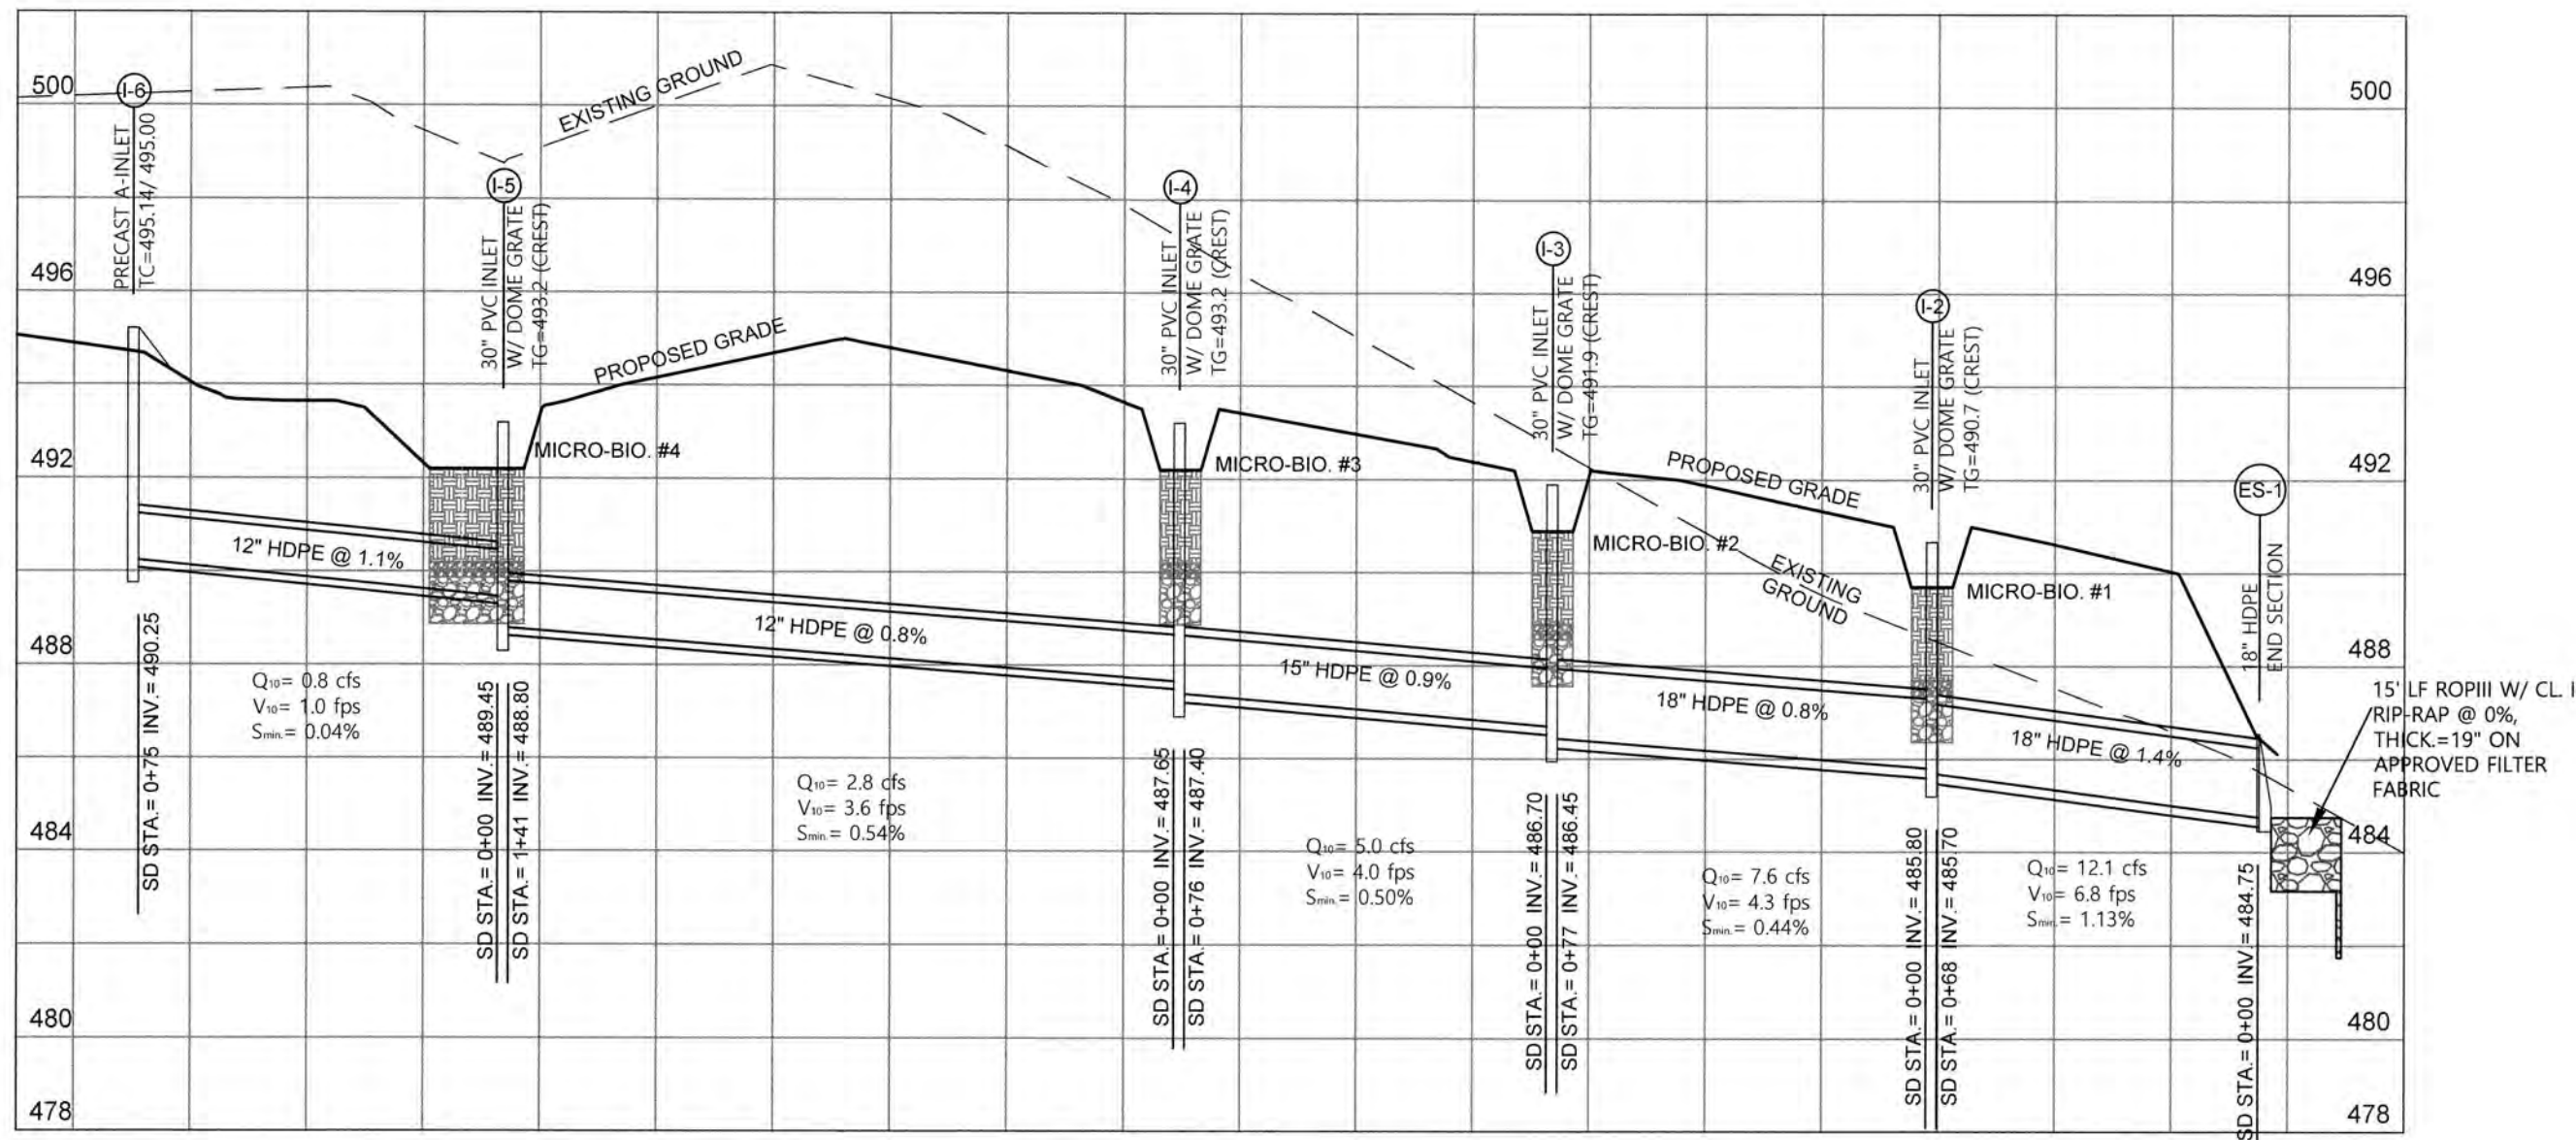 500
496
492
488
484
480
478
I-6
PRECAST A-INLET
TC=495.14/ 495.00
EXISTING GROUND
I-5
30" PVC INLET
W/ DOME GRATE
TG=493.2 (CREST)
PROPOSED GRADE
MICRO-BIO. #4
I-4
30" PVC INLET
W/ DOME GRATE
TG=493.2 (CREST)
MICRO-BIO. #3
I-3
30" PVC INLET
W/ DOME GRATE
TG=491.9 (CREST)
MICRO-BIO. #2
PROPOSED GRADE
EXISTING
GROUND
I-2
30" PVC INLET
W/ DOME GRATE
TG=490.7 (CREST)
MICRO-BIO. #1
ES-1
18" HDPE
END SECTION
15' LF ROPIII W/ CL. I
RIP-RAP @ 0%,
THICK.=19" ON
APPROVED FILTER
FABRIC
12" HDPE @ 1.1%
12" HDPE @ 0.8%
15" HDPE @ 0.9%
18" HDPE @ 0.8%
18" HDPE @ 1.4%
SD STA.= 0+75 INV.= 490.25
Q10= 0.8 cfs
V10= 1.0 fps
Smin.= 0.04%
SD STA.= 0+00 INV.= 489.45
SD STA.= 1+41 INV.= 488.80
Q10= 2.8 cfs
V10= 3.6 fps
Smin.= 0.54%
SD STA.= 0+00 INV.= 487.65
SD STA.= 0+76 INV.= 487.40
Q10= 5.0 cfs
V10= 4.0 fps
Smin.= 0.50%
SD STA.= 0+00 INV.= 486.70
SD STA.= 0+77 INV.= 486.45
Q10= 7.6 cfs
V10= 4.3 fps
Smin.= 0.44%
SD STA.= 0+00 INV.= 485.80
SD STA.= 0+68 INV.= 485.70
Q10= 12.1 cfs
V10= 6.8 fps
Smin.= 1.13%
SD STA.= 0+00 INV.= 484.75
500
496
492
488
484
480
478